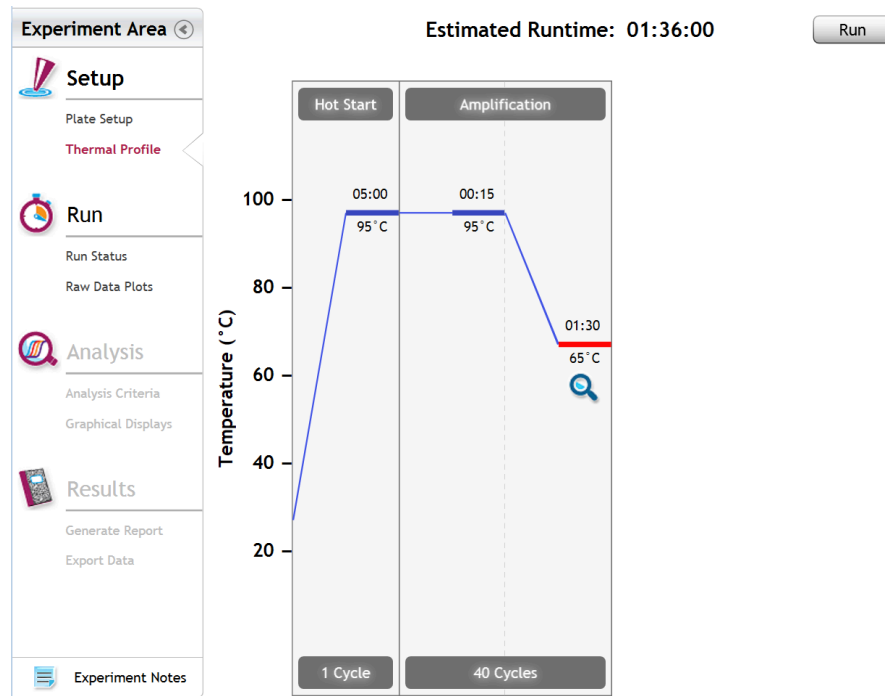 Experiment Area
Estimated Runtime: 01:36:00
Run
Setup
Plate Setup
Thermal Profile
Run
Run Status
Raw Data Plots
Analysis
Analysis Criteria
Graphical Displays
Results
Generate Report
Export Data
Experiment Notes
Hot Start
Amplification
Temperature (˚C)
100
80
60
40
20
05:00
95˚C
00:15
95˚C
01:30
65˚C
1 Cycle
40 Cycles